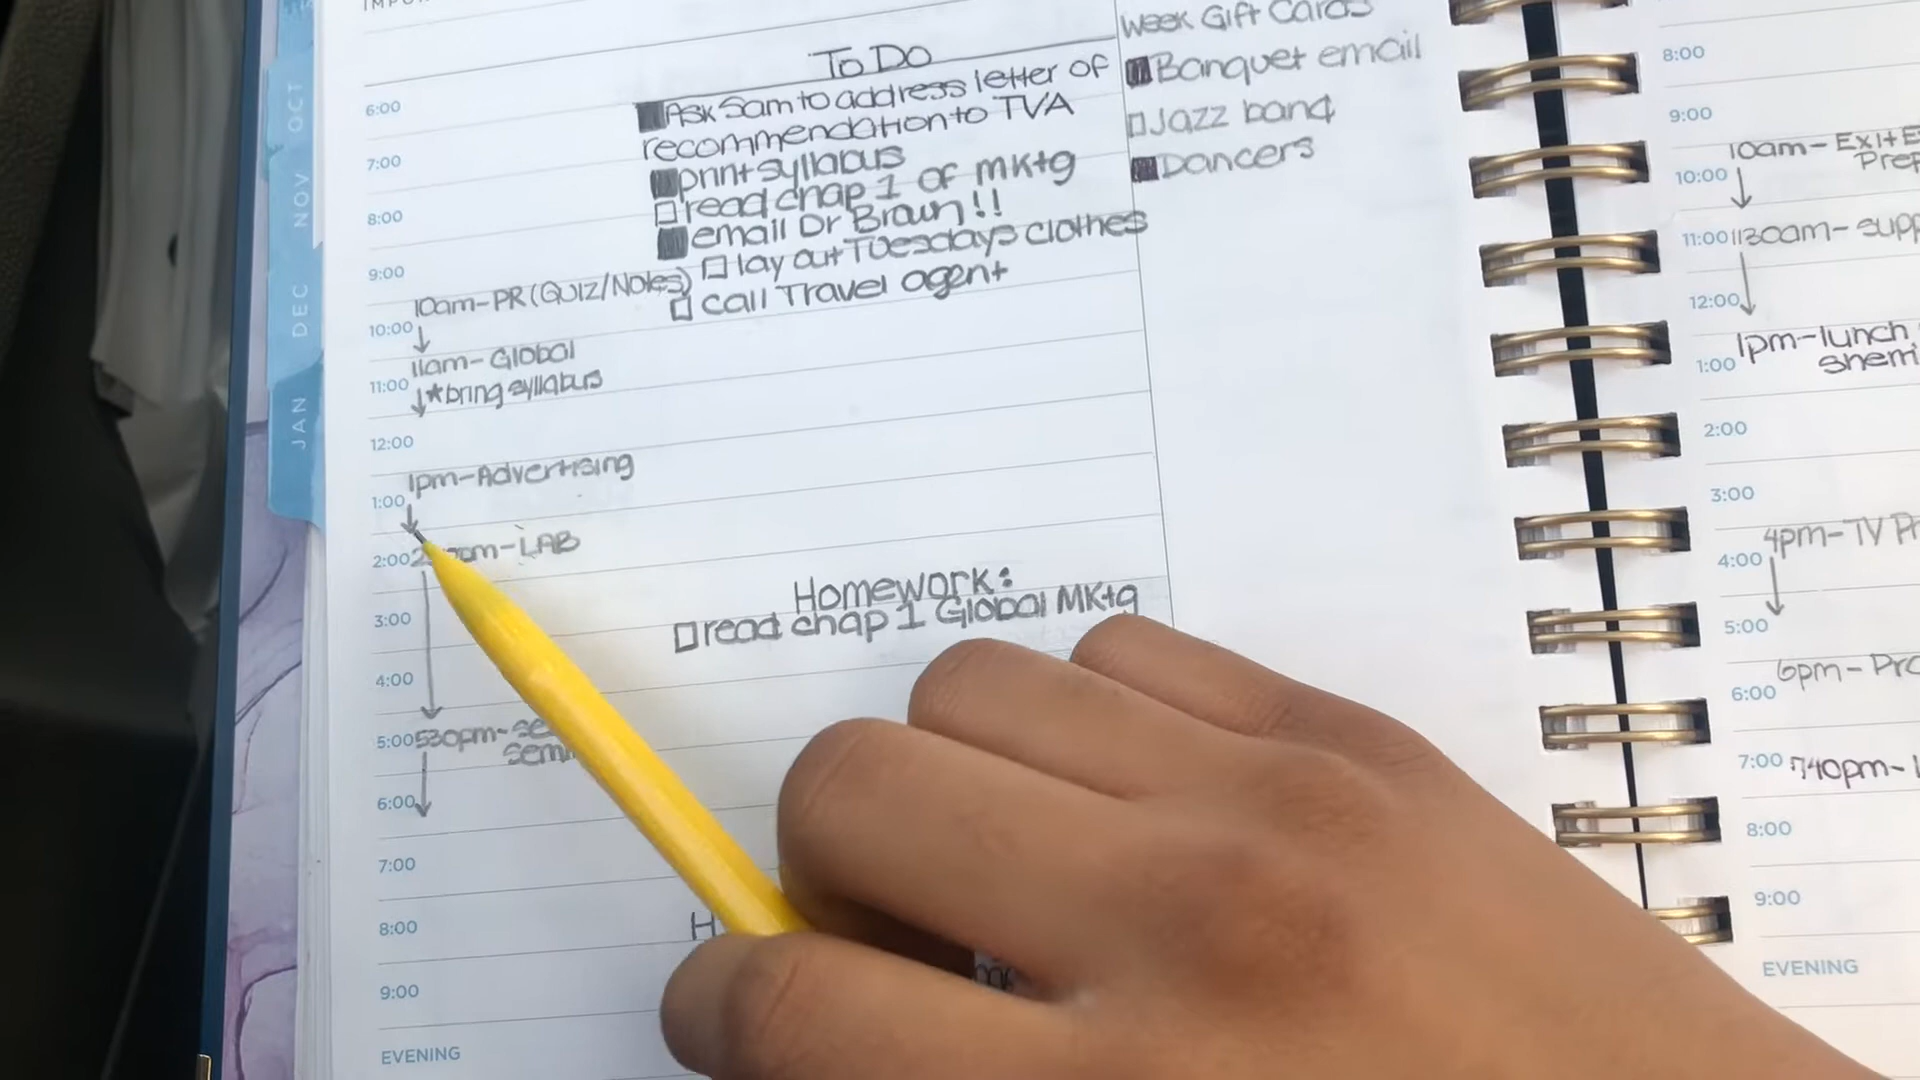 OCT
NOV
DEC
JAN
To Do
Ask Sam to address letter of
recommendation to TVA
print syllabus
read chap 1 of mktg
email Dr Braun!!
lay out Tuesdays clothes
call Travel agent
6:00
7:00
8:00
9:00
10am-PR (Quiz/Notes)
10:00
11am-Global
11:00
*bring syllabus
12:00
1pm-Advertising
1:00
2:00
pm-LAB
3:00
4:00
5:00 530pm-
6:00
7:00
8:00
9:00
EVENING
Homework:
read chap 1 Global Mktg
H
Week Gift Cards
Banquet email
Jazz band
Dancers
8:00
9:00
10am-Exit
10:00
11:00 1130am-
12:00
1pm-lunch
1:00
2:00
3:00
4pm-TV
4:00
5:00
6pm-
6:00
7:00 740pm-
8:00
9:00
EVENING